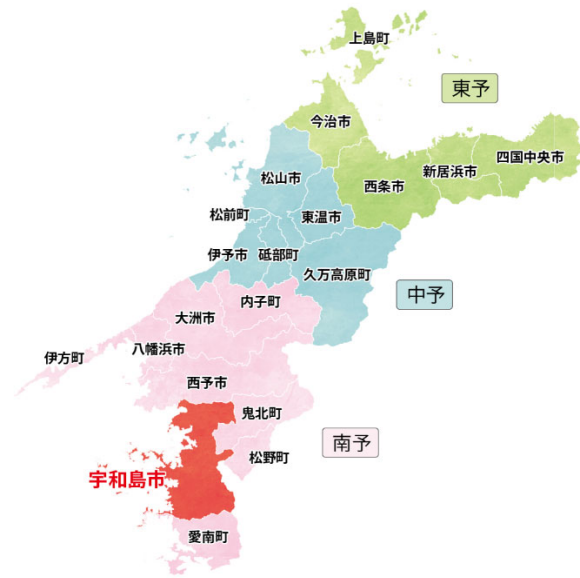 上島町
東予
今治市
四国中央市
新居浜市
西条市
松山市
松前町
東温市
伊予市
砥部町
久万高原町
中予
内子町
大洲市
八幡浜市
伊方町
西予市
鬼北町
南予
松野町
宇和島市
愛南町